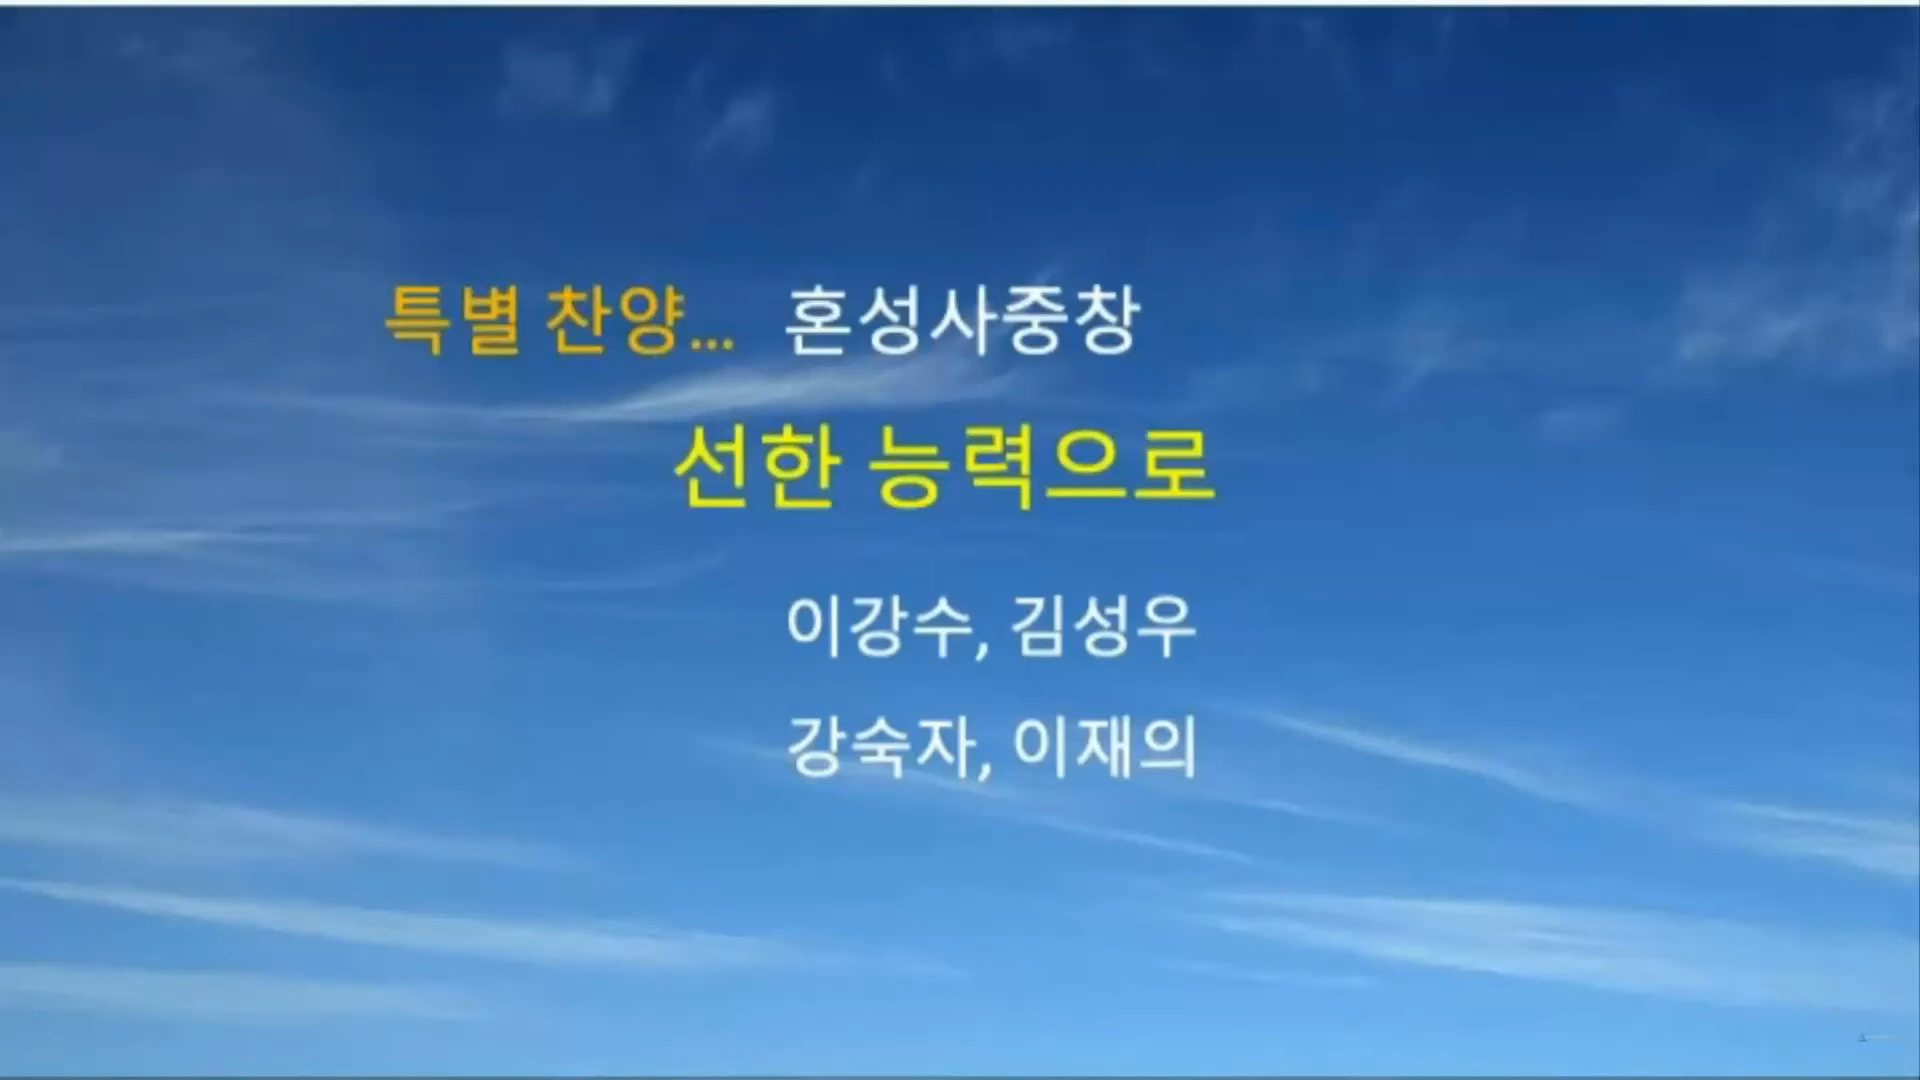 특별 찬양... 혼성사중창
선한 능력으로
이강수, 김성우
강숙자, 이재의